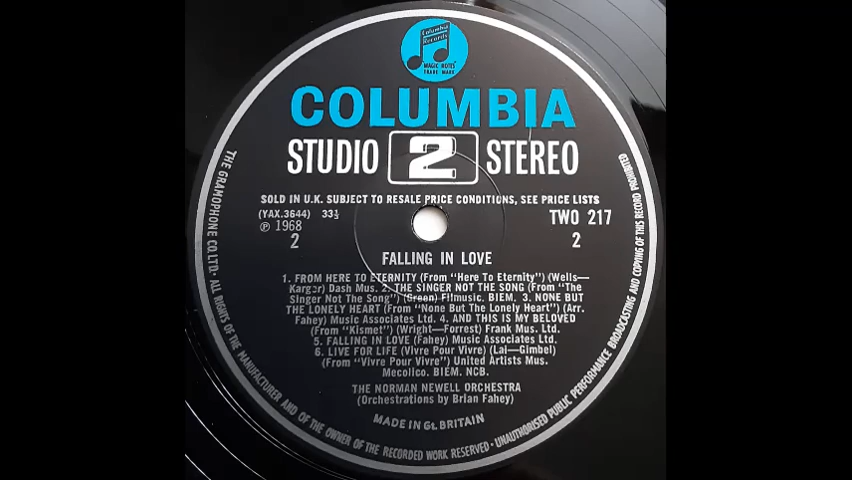 Columbia
Records
MAGIC NOTES
TRADE MARK
COLUMBIA
STUDIO 2 STEREO
SOLD IN U.K. SUBJECT TO RESALE PRICE CONDITIONS, SEE PRICE LISTS
(YAX.3644) 33⅓ TWO 217
℗ 1968
2 2
FALLING IN LOVE
1. FROM HERE TO ETERNITY (From "Here To Eternity") (Wells—
Karger) Dash Mus. 2. THE SINGER NOT THE SONG (From "The
Singer Not The Song") (Green) Filmusic. BIEM. 3. NONE BUT
THE LONELY HEART (From "None But The Lonely Heart") (Arr.
Fahey) Music Associates Ltd. 4. AND THIS IS MY BELOVED
(From "Kismet") (Wright—Forrest) Frank Mus. Ltd.
5. FALLING IN LOVE (Fahey) Music Associates Ltd.
6. LIVE FOR LIFE (Vivre Pour Vivre) (Lai—Gimbel)
(From "Vivre Pour Vivre") United Artists Mus.
Mecolico. BIEM. NCB.
THE NORMAN NEWELL ORCHESTRA
(Orchestrations by Brian Fahey)
MADE IN Gt. BRITAIN
THE GRAMOPHONE CO. LTD. · ALL RIGHTS OF THE MANUFACTURER AND OF THE OWNER OF THE RECORDED WORK RESERVED · UNAUTHORISED PUBLIC PERFORMANCE BROADCASTING AND COPYING OF THIS RECORD PROHIBITED